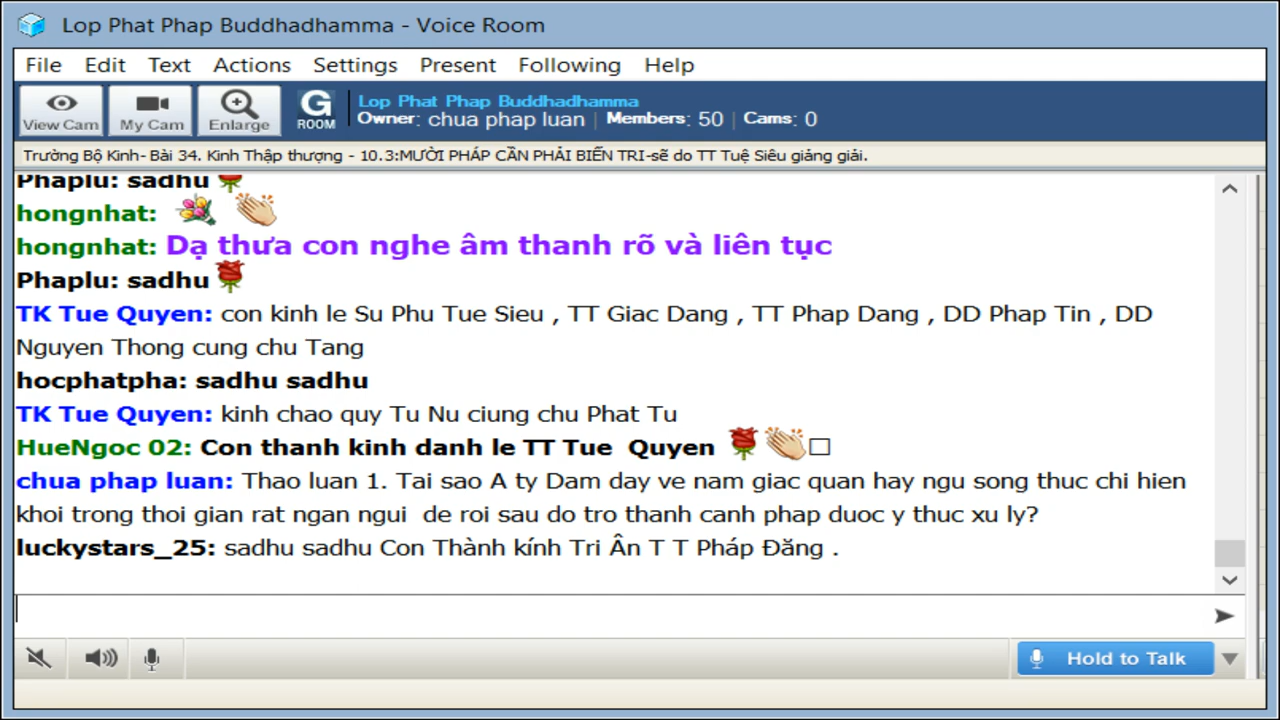 Lop Phat Phap Buddhadhamma - Voice Room
File Edit Text Actions Settings Present Following Help
View Cam My Cam Enlarge G ROOM
Lop Phat Phap Buddhadhamma
Owner: chua phap luan | Members: 50 | Cams: 0
Trường Bộ Kinh- Bài 34. Kinh Thập thượng - 10.3:MƯỜI PHÁP CẦN PHẢI BIẾN TRI-sẽ do TT Tuệ Siêu giảng giải.
Phaplu: sadhu
hongnhat:
hongnhat: Dạ thưa con nghe âm thanh rõ và liên tục
Phaplu: sadhu
TK Tue Quyen: con kinh le Su Phu Tue Sieu , TT Giac Dang , TT Phap Dang , DD Phap Tin , DD
Nguyen Thong cung chu Tang
hocphatpha: sadhu sadhu
TK Tue Quyen: kinh chao quy Tu Nu ciung chu Phat Tu
HueNgoc 02: Con thanh kinh danh le TT Tue Quyen
chua phap luan: Thao luan 1. Tai sao A ty Dam day ve nam giac quan hay ngu song thuc chi hien
khoi trong thoi gian rat ngan ngui de roi sau do tro thanh canh phap duoc y thuc xu ly?
luckystars_25: sadhu sadhu Con Thành kính Tri Ân T T Pháp Đăng .
Hold to Talk